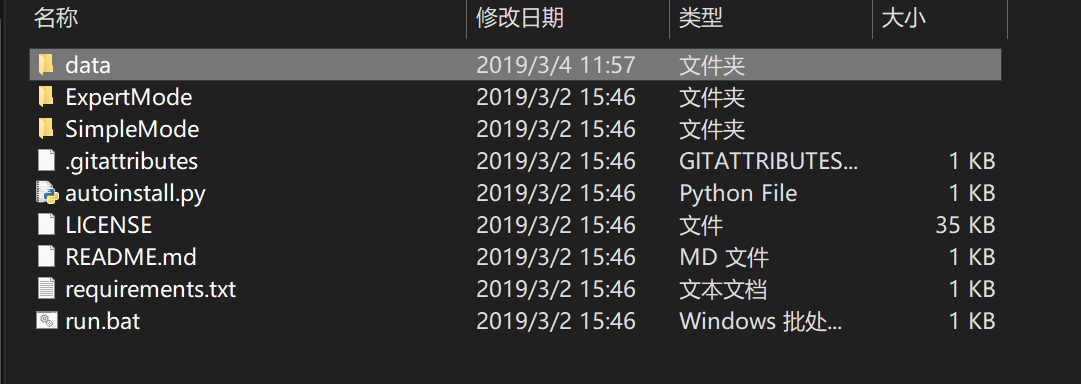 名称 修改日期 类型 大小
data 2019/3/4 11:57 文件夹
ExpertMode 2019/3/2 15:46 文件夹
SimpleMode 2019/3/2 15:46 文件夹
.gitattributes 2019/3/2 15:46 GITATTRIBUTES... 1 KB
autoinstall.py 2019/3/2 15:46 Python File 1 KB
LICENSE 2019/3/2 15:46 文件 35 KB
README.md 2019/3/2 15:46 MD 文件 1 KB
requirements.txt 2019/3/2 15:46 文本文档 1 KB
run.bat 2019/3/2 15:46 Windows 批处... 1 KB